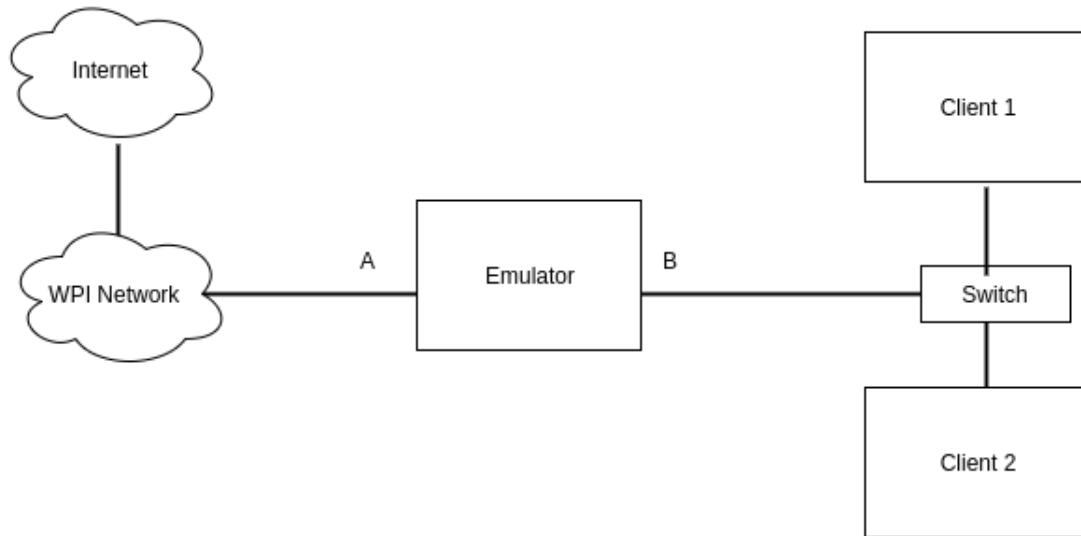 Internet
Client 1
WPI Network
A
Emulator
B
Switch
Client 2